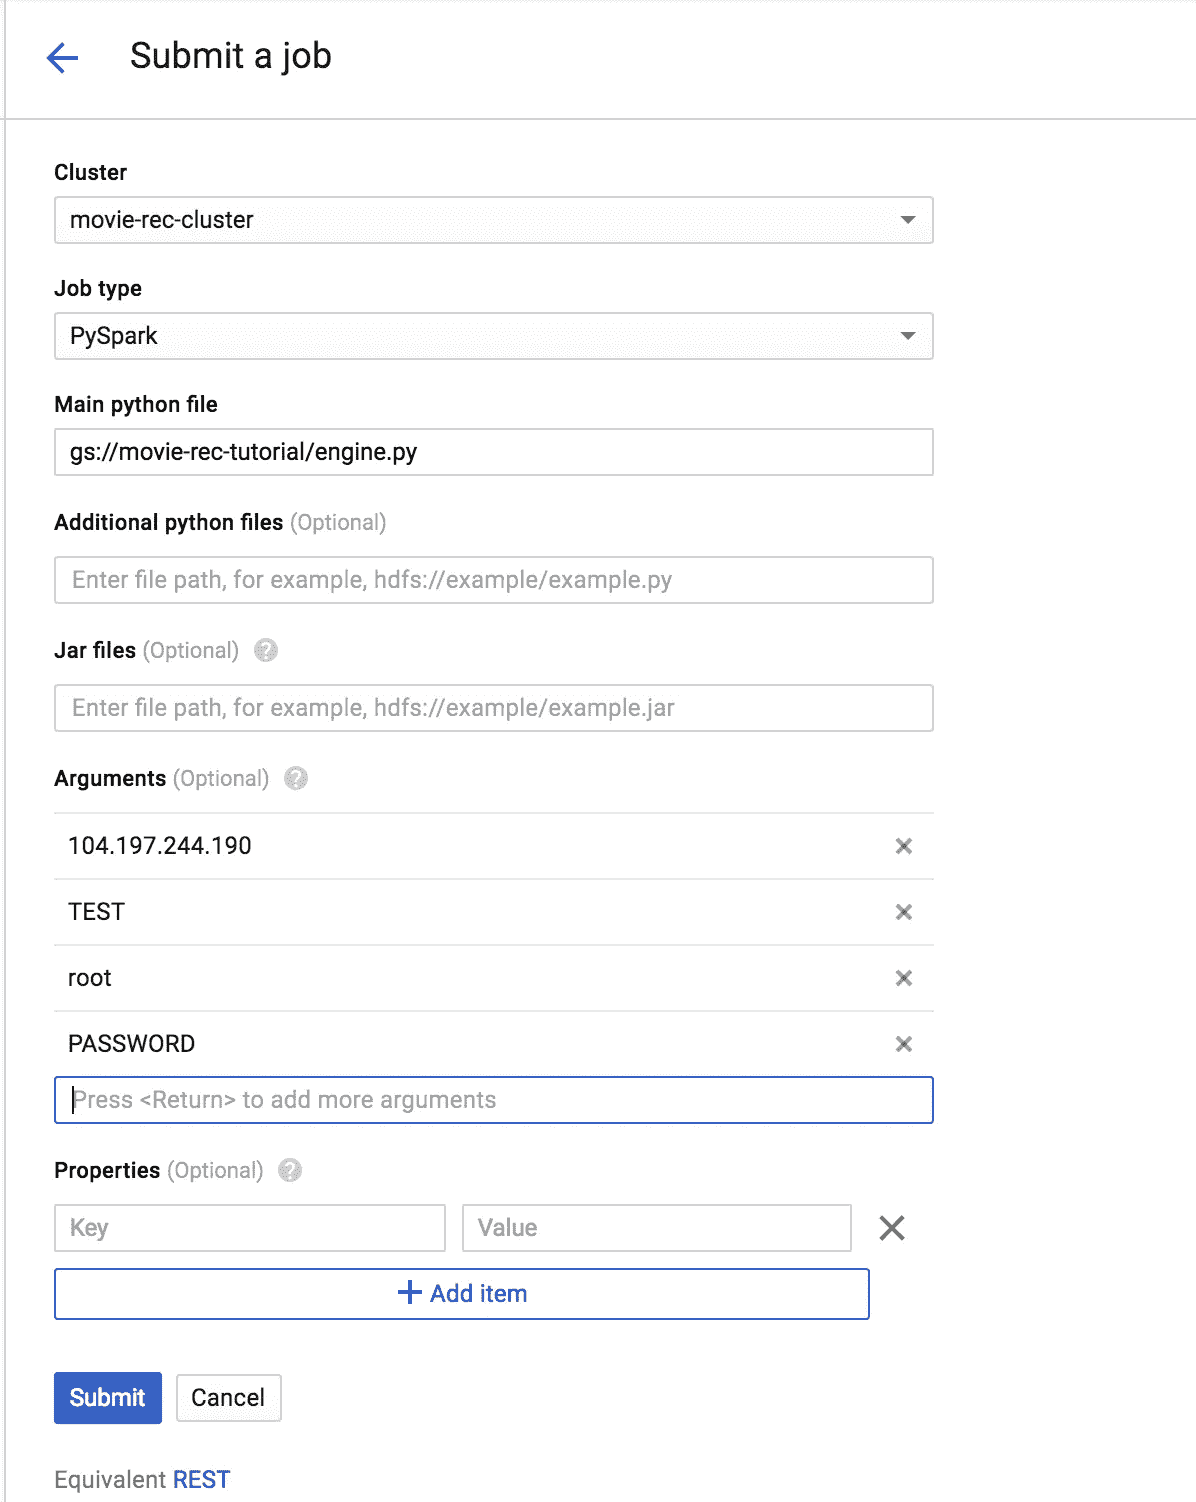 Submit a job
Cluster
movie-rec-cluster
Job type
PySpark
Main python file
gs://movie-rec-tutorial/engine.py
Additional python files (Optional)
Enter file path, for example, hdfs://example/example.py
Jar files (Optional) ?
Enter file path, for example, hdfs://example/example.jar
Arguments (Optional) ?
104.197.244.190
TEST
root
PASSWORD
Press <Return> to add more arguments
Properties (Optional) ?
Key Value
+ Add item
Submit Cancel
Equivalent REST